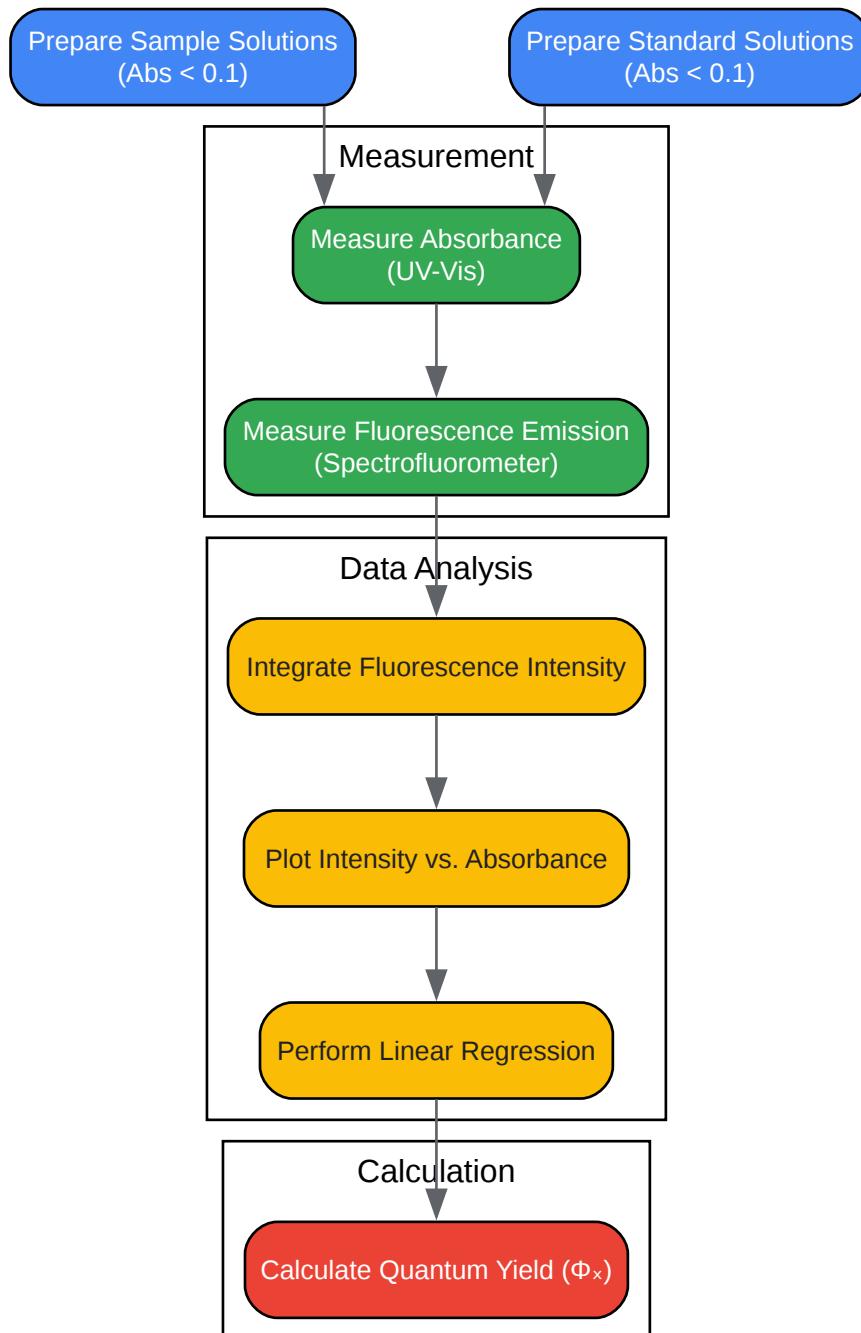 Prepare Sample Solutions
(Abs < 0.1)
Prepare Standard Solutions
(Abs < 0.1)
Measurement
Measure Absorbance
(UV-Vis)
Measure Fluorescence Emission
(Spectrofluorometer)
Data Analysis
Integrate Fluorescence Intensity
Plot Intensity vs. Absorbance
Perform Linear Regression
Calculation
Calculate Quantum Yield (Φₓ)